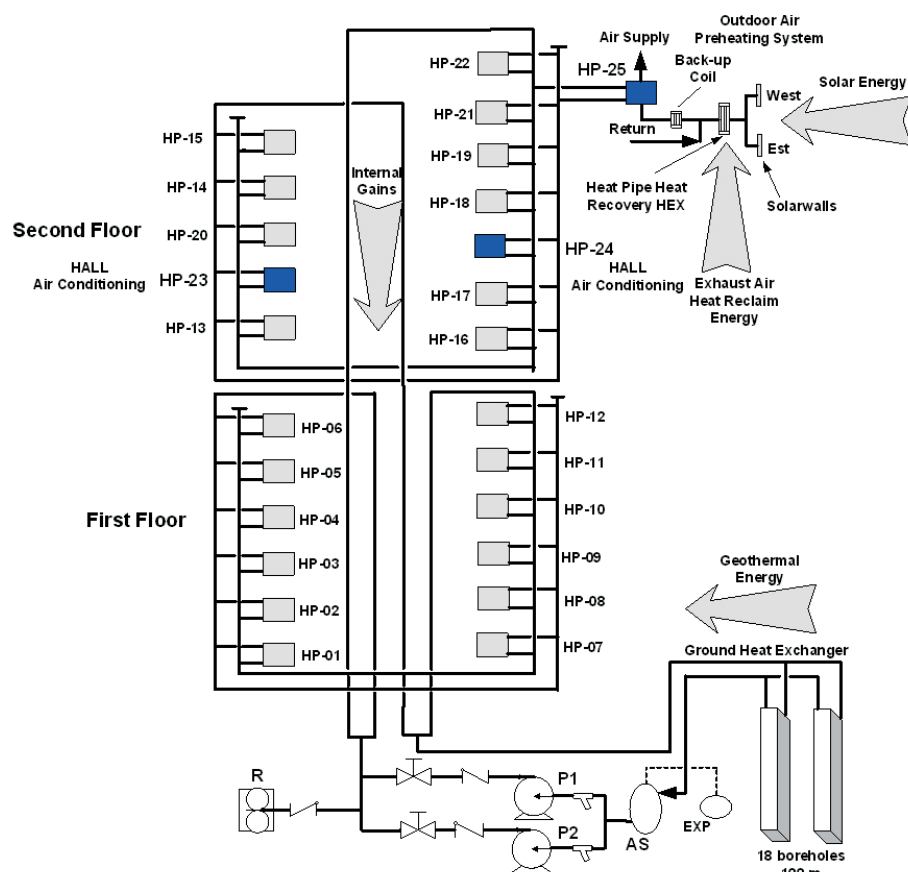 Outdoor Air
Preheating System
Air Supply
HP-25
Back-up
Coil
West
Solar Energy
Return
Est
Heat Pipe Heat
Recovery HEX
Solarwalls
Exhaust Air
Heat Reclaim
Energy
HP-22
HP-21
HP-19
HP-18
HP-24
HALL
Air Conditioning
HP-17
HP-16
Internal
Gains
HP-15
HP-14
Second Floor
HP-20
HALL
Air Conditioning
HP-23
HP-13
HP-06
HP-05
First Floor
HP-04
HP-03
HP-02
HP-01
HP-12
HP-11
HP-10
HP-09
HP-08
HP-07
Geothermal
Energy
Ground Heat Exchanger
R
P1
P2
AS
EXP
18 boreholes